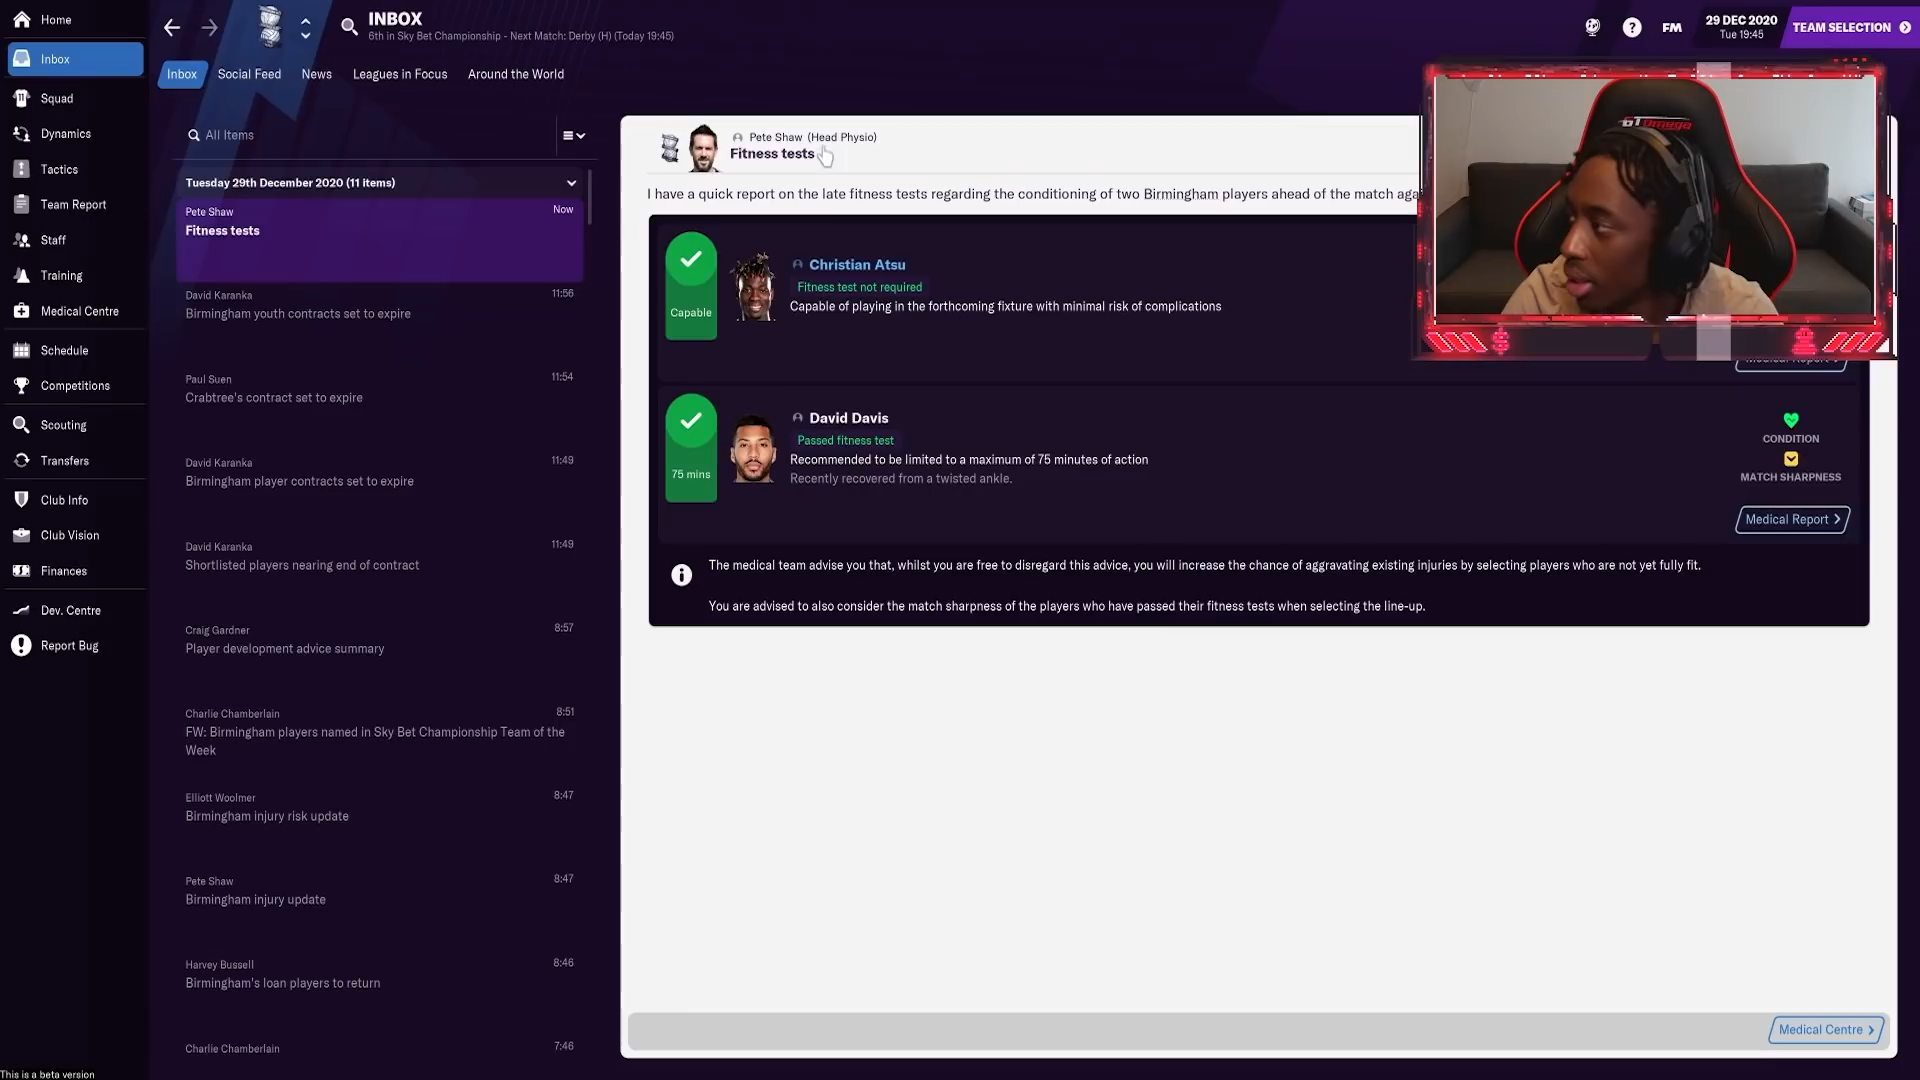 Home
Inbox
Squad
Dynamics
Tactics
Team Report
Staff
Training
Medical Centre
Schedule
Competitions
Scouting
Transfers
Club Info
Club Vision
Finances
Dev. Centre
Report Bug
This is a beta version
INBOX
6th in Sky Bet Championship - Next Match: Derby (H) (Today 19:45)
FM
29 DEC 2020
Tue 19:45
TEAM SELECTION
Inbox
Social Feed
News
Leagues in Focus
Around the World
All Items
Tuesday 29th December 2020 (11 items)
Pete Shaw
Now
Fitness tests
David Karanka
11:56
Birmingham youth contracts set to expire
Paul Suen
11:54
Crabtree's contract set to expire
David Karanka
11:49
Birmingham player contracts set to expire
David Karanka
11:49
Shortlisted players nearing end of contract
Craig Gardner
8:57
Player development advice summary
Charlie Chamberlain
8:51
FW: Birmingham players named in Sky Bet Championship Team of the
Week
Elliott Woolmer
8:47
Birmingham injury risk update
Pete Shaw
8:47
Birmingham injury update
Harvey Bussell
8:46
Birmingham's loan players to return
Charlie Chamberlain
7:46
Pete Shaw (Head Physio)
Fitness tests
I have a quick report on the late fitness tests regarding the conditioning of two Birmingham players ahead of the match
Capable
Christian Atsu
Fitness test not required
Capable of playing in the forthcoming fixture with minimal risk of complications
Medical Report
75 mins
David Davis
Passed fitness test
Recommended to be limited to a maximum of 75 minutes of action
Recently recovered from a twisted ankle.
CONDITION
MATCH SHARPNESS
Medical Report
The medical team advise you that, whilst you are free to disregard this advice, you will increase the chance of aggravating existing injuries by selecting players who are not yet fully fit.
You are advised to also consider the match sharpness of the players who have passed their fitness tests when selecting the line-up.
Medical Centre
GT Omega